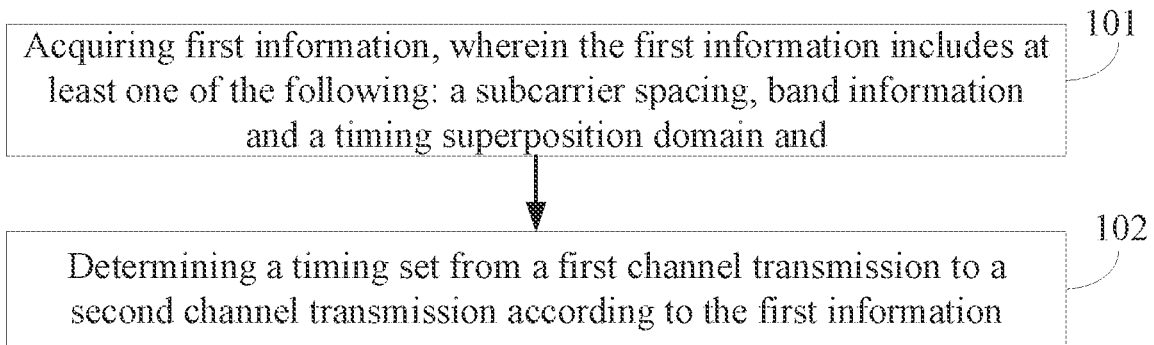 101
Acquiring first information, wherein the first information includes at
least one of the following: a subcarrier spacing, band information
and a timing superposition domain and
102
Determining a timing set from a first channel transmission to a
second channel transmission according to the first information